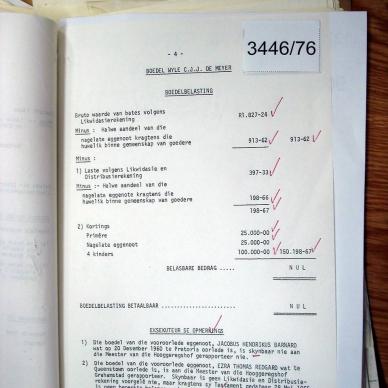 3446/76
- 4 -
BOEDEL WYLE C.J.J. DE MEYER
BOEDELBELASTING
Bruto waarde van bates volgens
Likwidasierekening R1.827-24
Minus : Halwe aandeel van die
nagelate eggenoot kragtens die
huwelik binne gemeenskap van goedere 913-62 913-62
Minus :
1) Laste volgens Likwidasie en
Distribusierekening 397-33
Minus :- Halwe aandeel van die
nagelate eggenote kragtens die
huwelik binne gemeenskap van goedere 198-66
198-67
2) Kortings
Primêre 25.000-00
Nagelate eggenoot 25.000-00
4 kinders 100.000-00 150.198-67
BELASBARE BEDRAG ..... NUL
BOEDELBELASTING BETAALBAAR ..... NUL
EKSEKUTEUR SE OPMERKINGS
1) Die boedel van die vooroorlede eggenoot, JACOBUS HENDRIKUS BARNARD
wat op 20 Desember 1960 te Pretoria oorlede is, is skynbaar nie aan
die Meester van die Hooggeregshof gerapporteer nie.
2) Die boedel van die vooroorlede eggenoot, EZRA THOMAS REDGARD wat te
Queenstown oorlede is, is aan die Meester van die Hooggeregshof
Grahamstad gerapporteer. Skynbaar is geen Likwidasie en Distribusie-
rekening voorgelê nie, maar kragtens sy testament gedateer